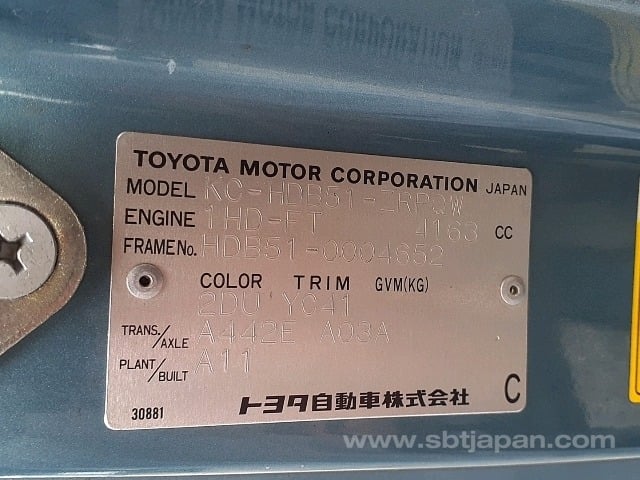 TOYOTA MOTOR CORPORATION JAPAN
MODEL KC-HDB51-ZRPQW
ENGINE 1HD-FT 4163 CC
FRAME No. HDB51-0004652
COLOR TRIM GVM(KG)
2DU YC41
TRANS./AXLE A442E A03A
PLANT/BUILT A11
30881 トヨタ自動車株式会社 C
www.sbtjapan.com